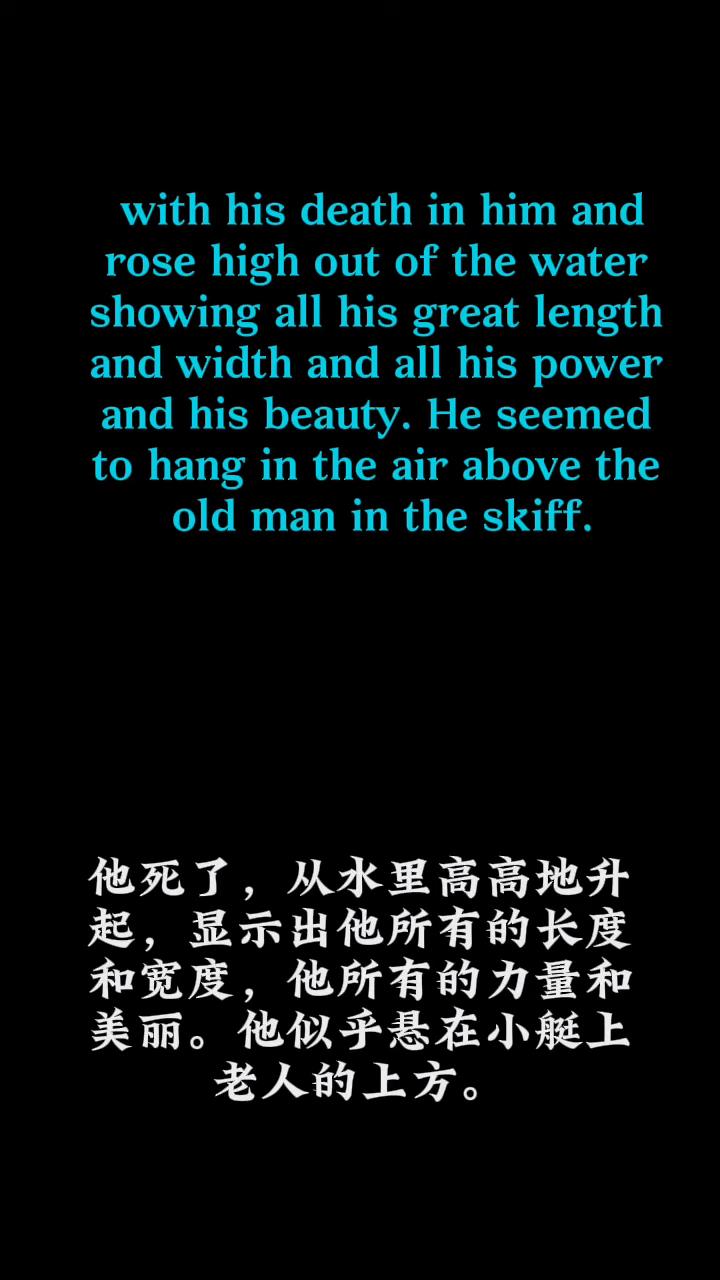 with his death in him and
rose high out of the water
showing all his great length
and width and all his power
and his beauty. He seemed
to hang in the air above the
old man in the skiff.
他死了，从水里高高地升
起，显示出他所有的长度
和宽度，他所有的力量和
美丽。他似乎悬在小艇上
老人的上方。